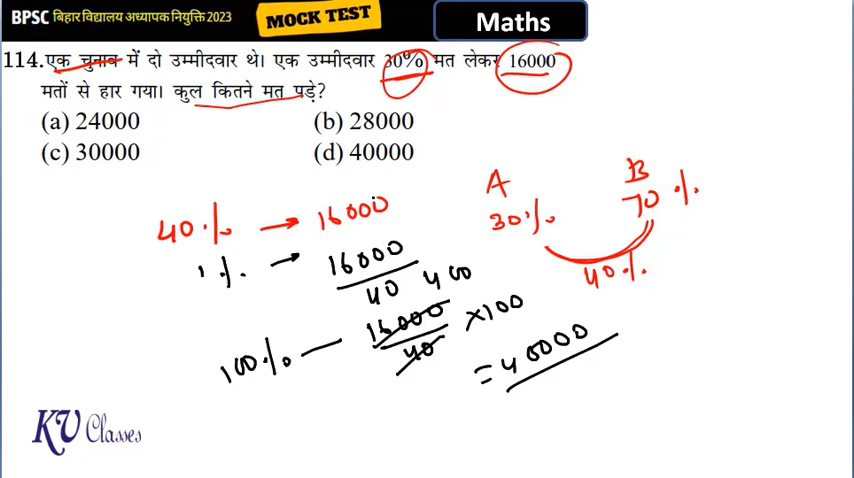 BPSC बिहार विद्यालय अध्यापक नियुक्ति 2023
MOCK TEST
Maths
114. एक चुनाव में दो उम्मीदवार थे। एक उम्मीदवार 30% मत लेकर 16000
मतों से हार गया। कुल कितने मत पड़े?
(a) 24000 (b) 28000
(c) 30000 (d) 40000
A B
30% 70%
40%
40% → 16000
1% → 16000/40
400
100% — 16000/40 ×100
= 40000
KV Classes